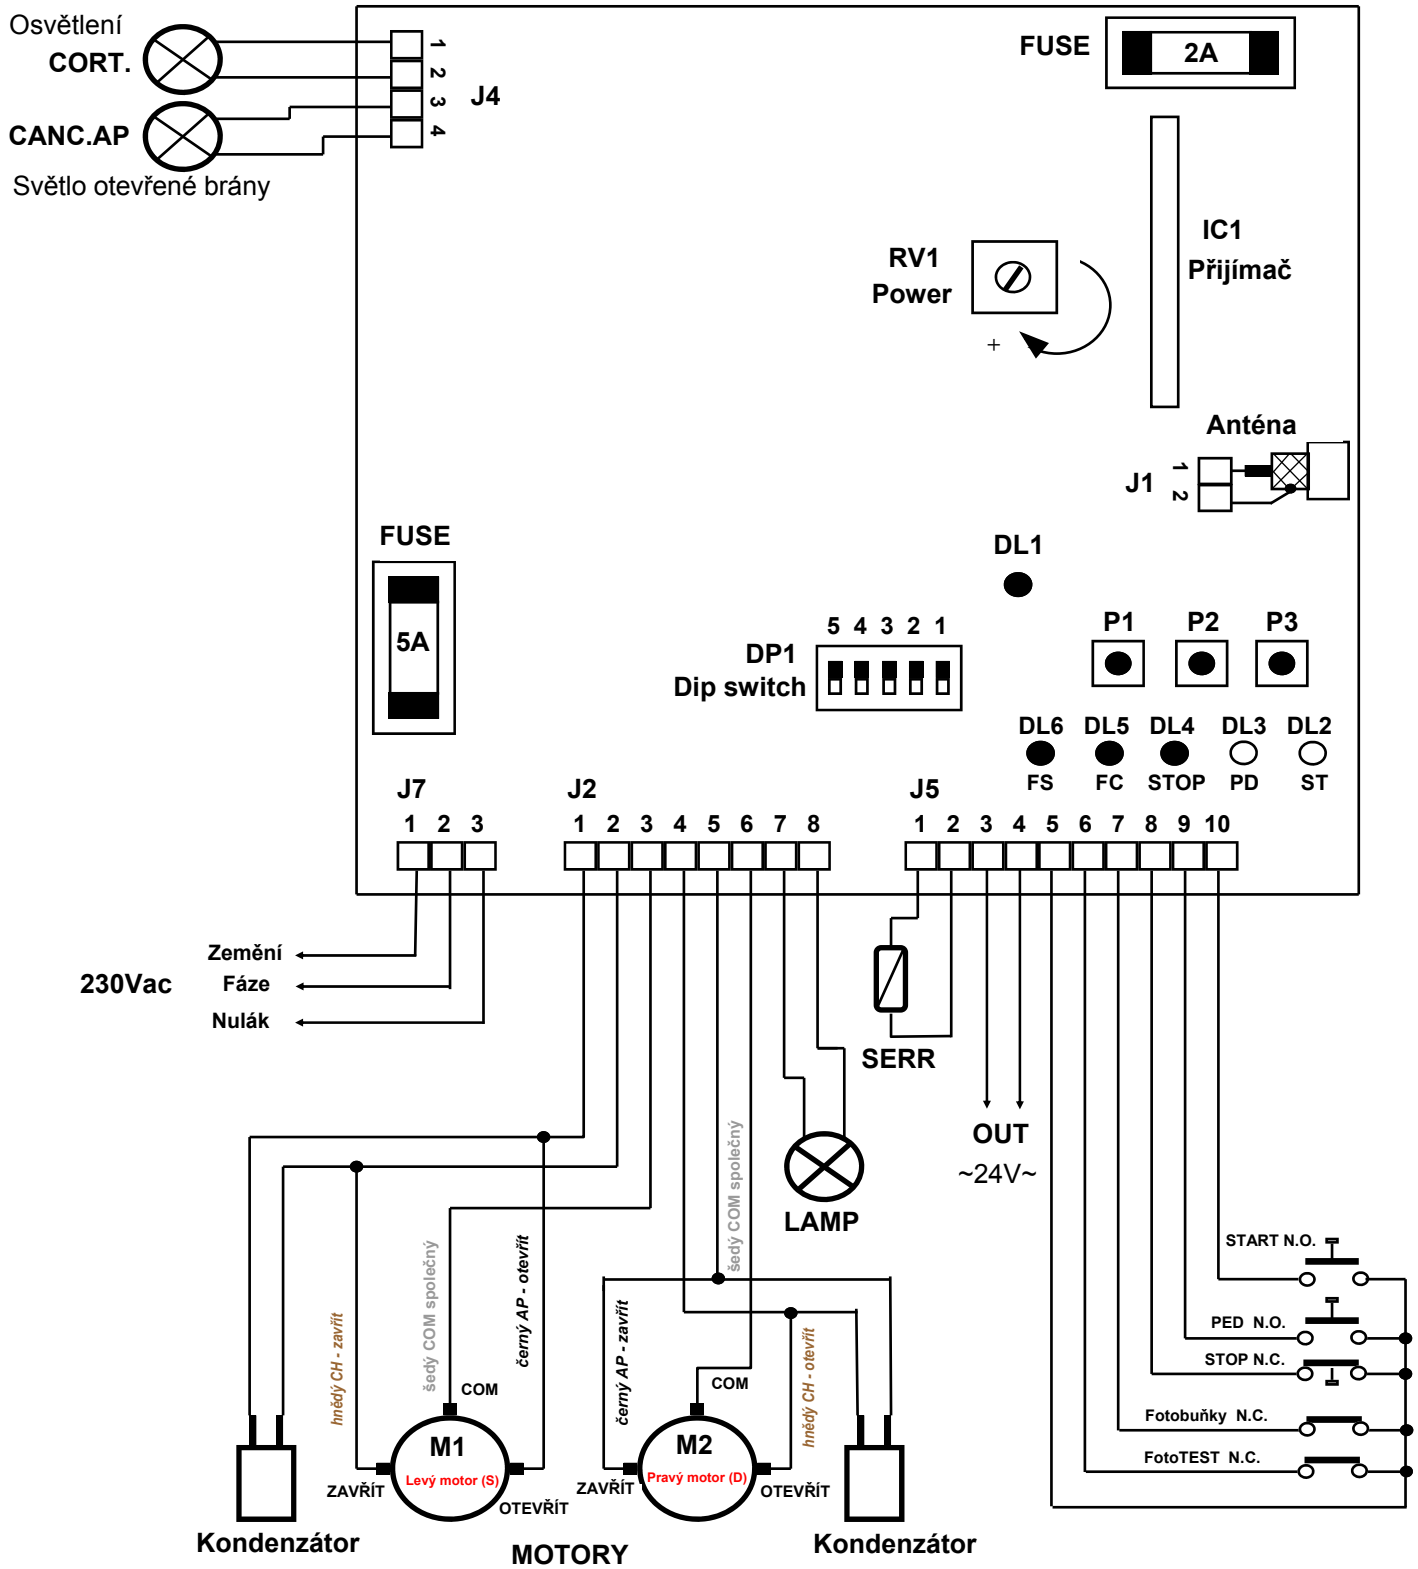 Osvětlení
CORT.
CANC.AP
Světlo otevřené brány
1
2
3
4
J4
FUSE
2A
IC1
Přijímač
RV1
Power
+
Anténa
J1
1
2
FUSE
5A
DL1
5 4 3 2 1
DP1
Dip switch
P1 P2 P3
DL6 DL5 DL4 DL3 DL2
FS FC STOP PD ST
J7
1 2 3
J2
1 2 3 4 5 6 7 8
J5
1 2 3 4 5 6 7 8 9 10
230Vac
Zemění
Fáze
Nulák
SERR
OUT
~24V~
LAMP
hnědý CH - zavřít
šedý COM společný
černý AP - otevřít
černý AP - zavřít
šedý COM společný
hnědý CH - otevřít
START N.O.
PED N.O.
STOP N.C.
Fotobuňky N.C.
FotoTEST N.C.
COM
M1
Levý motor (S)
ZAVŘÍT
OTEVŘÍT
COM
M2
Pravý motor (D)
ZAVŘÍT
OTEVŘÍT
Kondenzátor
MOTORY
Kondenzátor